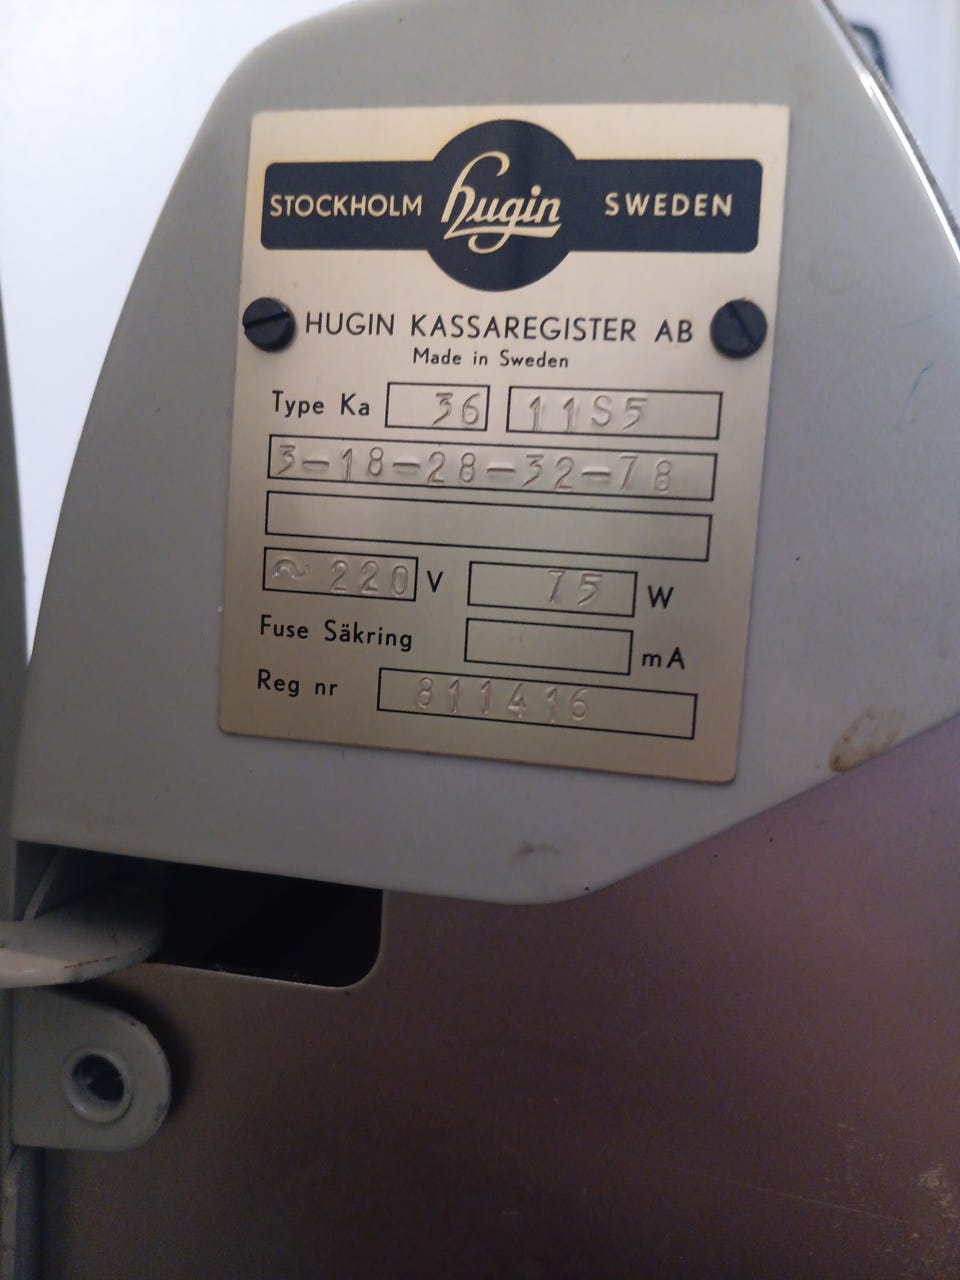 STOCKHOLM hugin SWEDEN
HUGIN KASSAREGISTER AB
Made in Sweden
Type Ka 36 11S5
3-18-28-32-78
~ 220 V 75 W
Fuse Säkring mA
Reg nr 811416